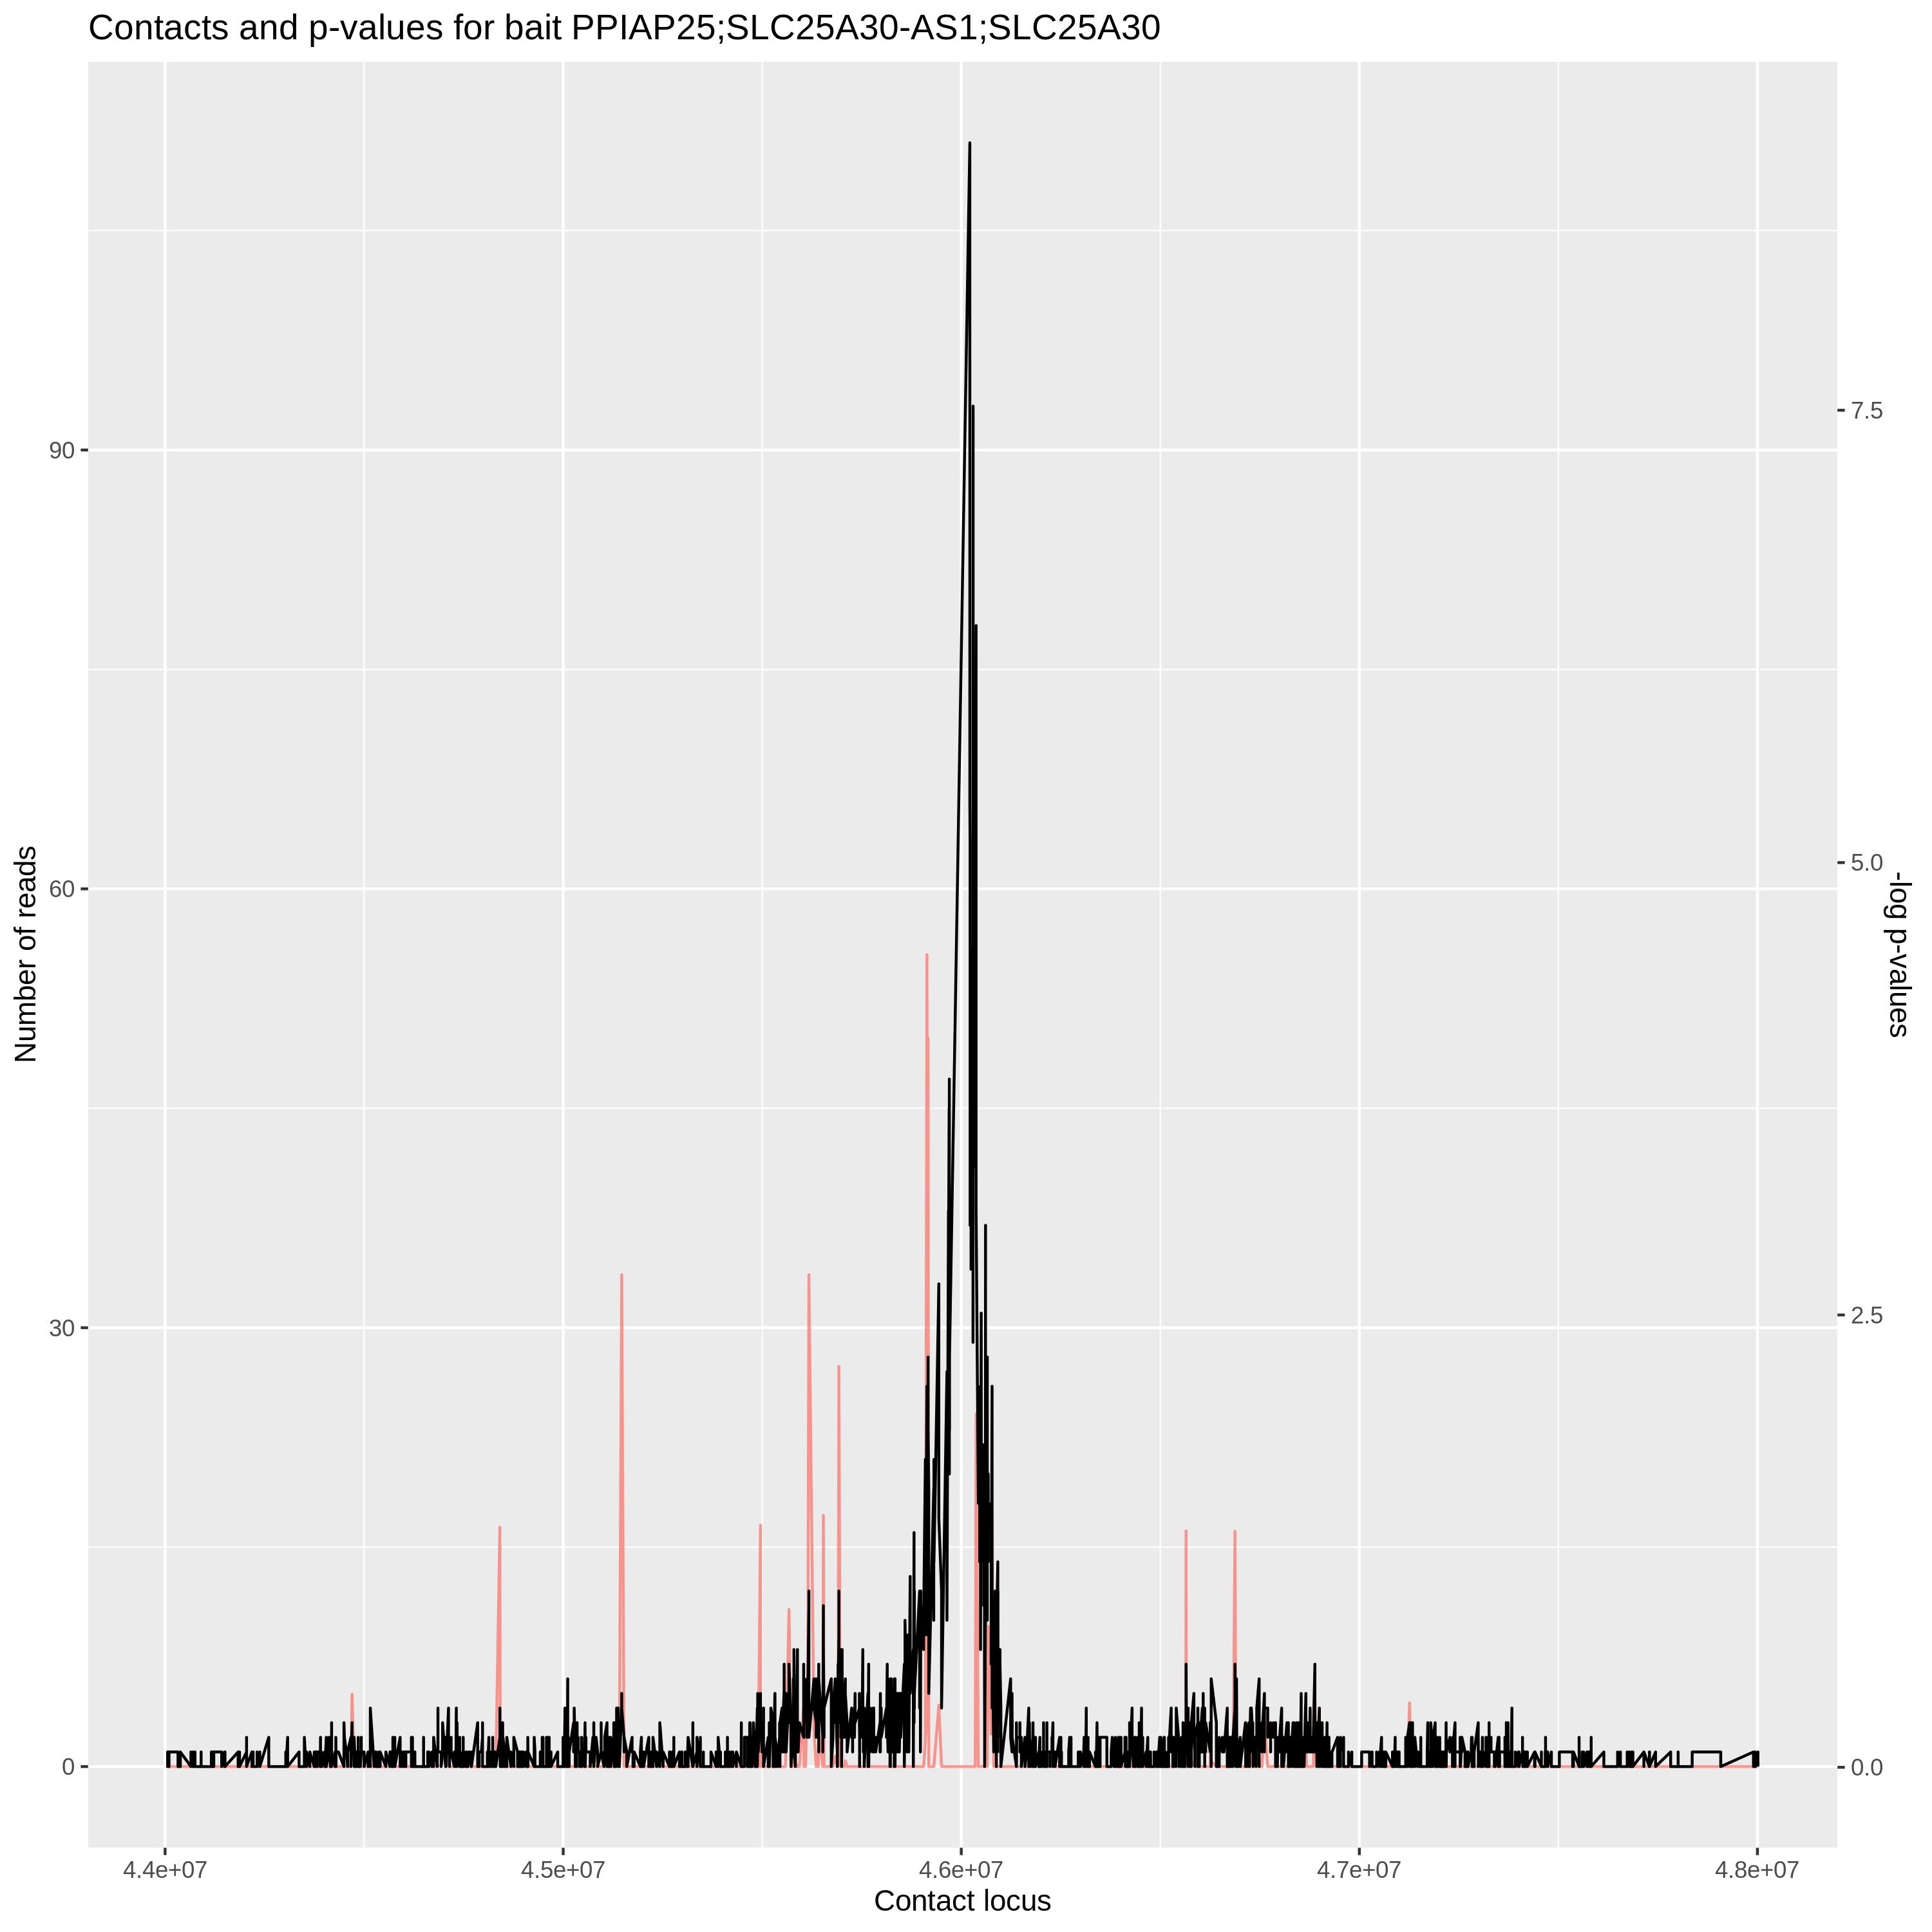 Contacts and p-values for bait PPIAP25;SLC25A30-AS1;SLC25A30
90
60
30
0
Number of reads
7.5
5.0
2.5
0.0
-log p-values
4.4e+07
4.5e+07
4.6e+07
4.7e+07
4.8e+07
Contact locus